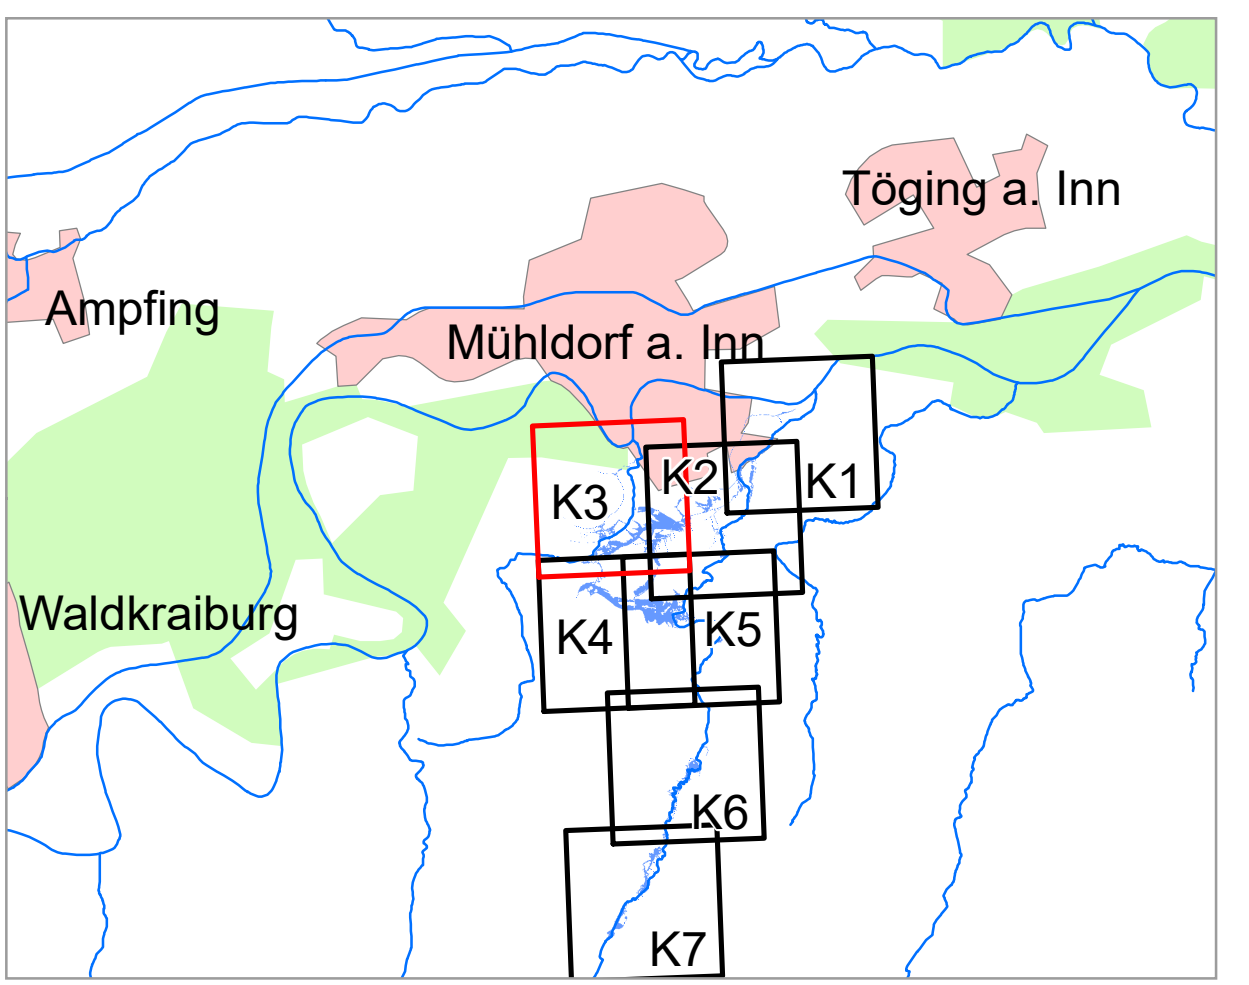 Töging a. Inn
Ampfing
Mühldorf a. Inn
K2
K1
K3
Waldkraiburg
K5
K4
K6
K7